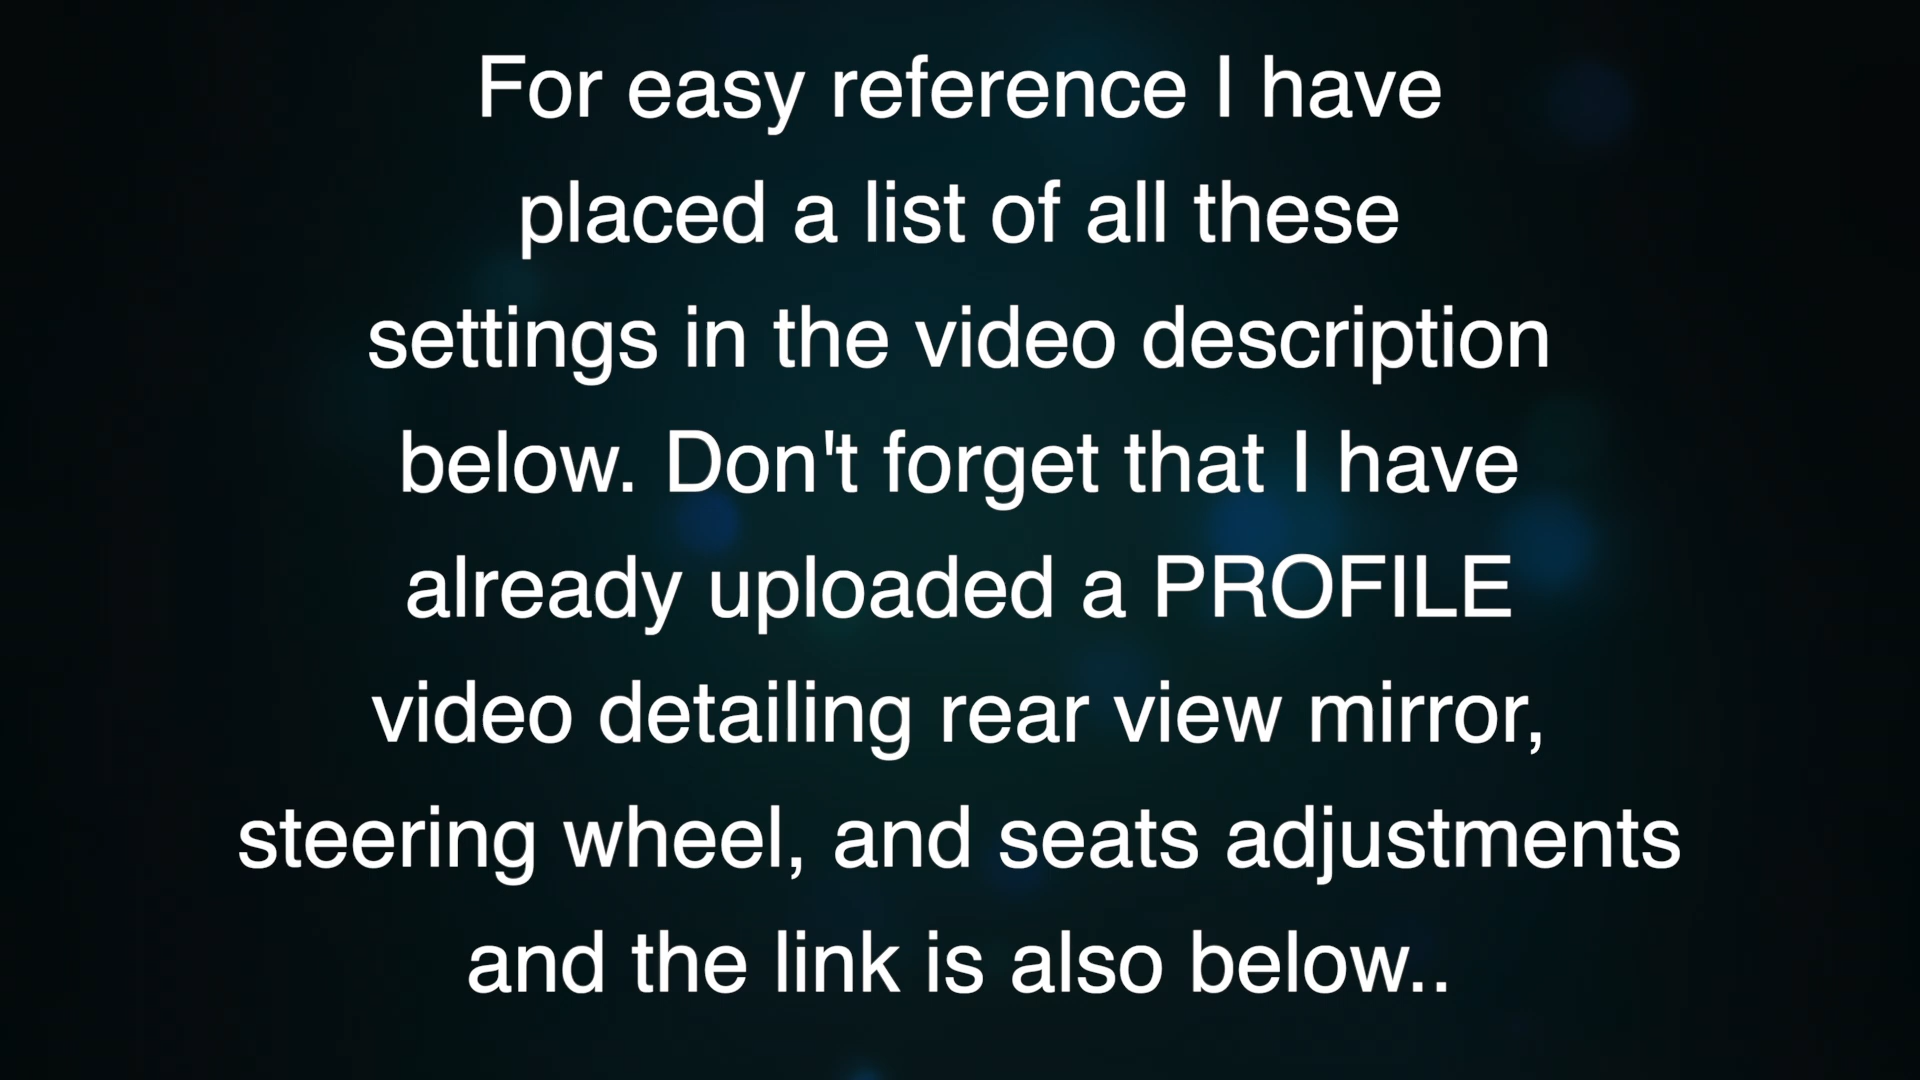 For easy reference I have
placed a list of all these
settings in the video description
below. Don't forget that I have
already uploaded a PROFILE
video detailing rear view mirror,
steering wheel, and seats adjustments
and the link is also below..